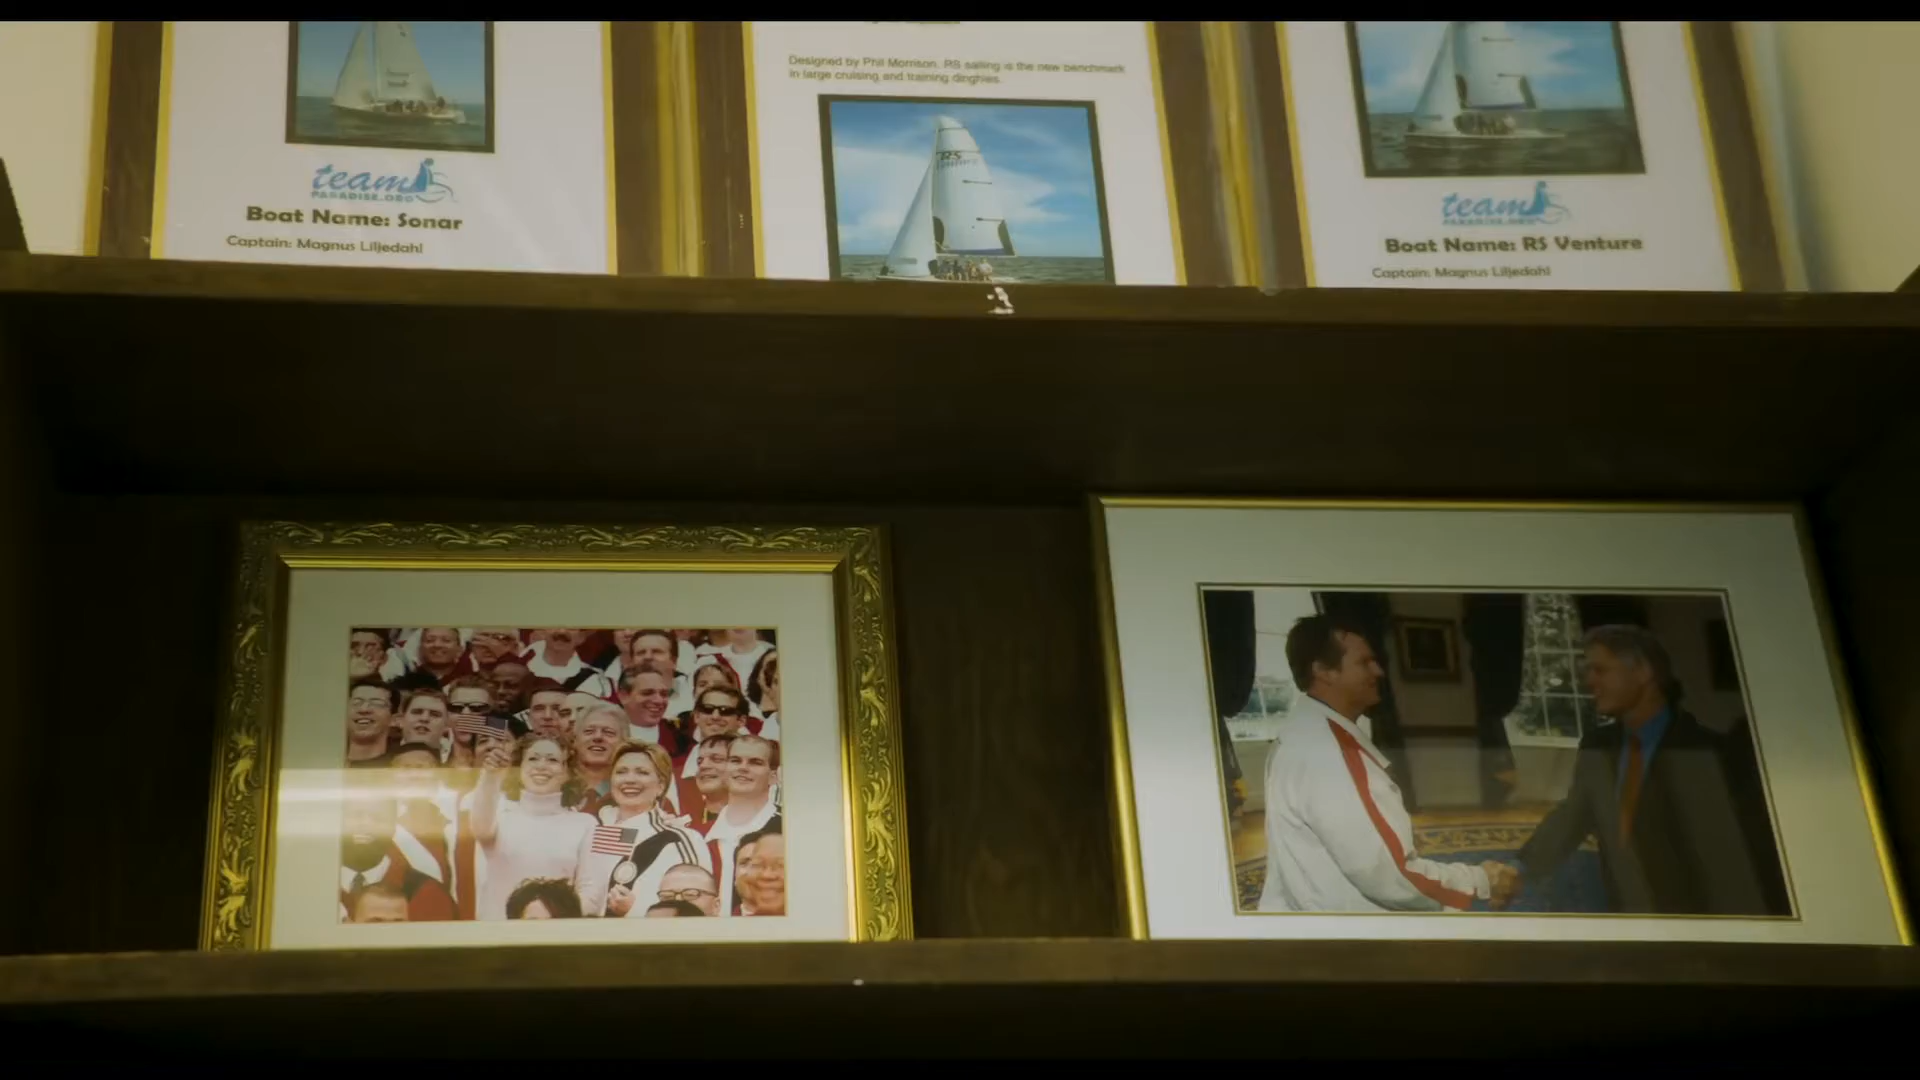 team
PARADISE.ORG
Boat Name: Sonar
Captain: Magnus Liljedahl
Designed by Phil Morrison. RS sailing is the new benchmark
in large cruising and training dinghies.
RS
Venture
team
PARADISE.ORG
Boat Name: RS Venture
Captain: Magnus Liljedahl